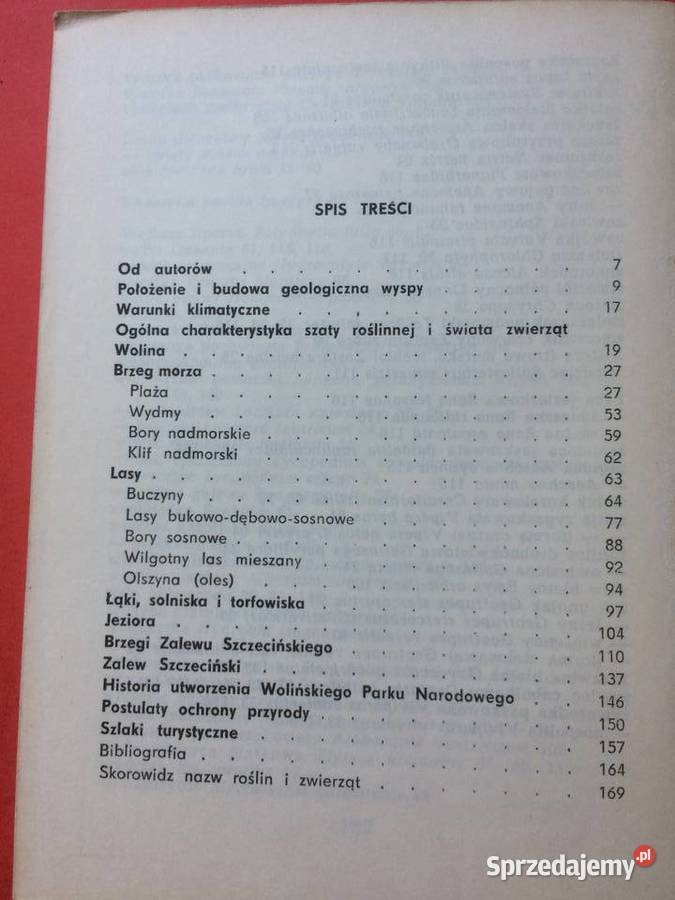 SPIS TREŚCI
Od autorów . . . . . . . . . . . 7
Położenie i budowa geologiczna wyspy . . . . . 9
Warunki klimatyczne . . . . . . . . . 17
Ogólna charakterystyka szaty roślinnej i świata zwierząt
Wolina . . . . . . . . . . . . 19
Brzeg morza . . . . . . . . . . . 27
Plaża . . . . . . . . . . . 27
Wydmy . . . . . . . . . . . 53
Bory nadmorskie . . . . . . . . . 59
Klif nadmorski . . . . . . . . . 62
Lasy . . . . . . . . . . . . . 63
Buczyny . . . . . . . . . . . 64
Lasy bukowo-dębowo-sosnowe . . . . . . 77
Bory sosnowe . . . . . . . . . . 88
Wilgotny las mieszany . . . . . . . 92
Olszyna (oles) . . . . . . . . . 94
Łąki, solniska i torfowiska . . . . . . . 97
Jeziora . . . . . . . . . . . . 104
Brzegi Zalewu Szczecińskiego . . . . . . . 110
Zalew Szczeciński . . . . . . . . . 137
Historia utworzenia Wolińskiego Parku Narodowego . . 146
Postulaty ochrony przyrody . . . . . . . 150
Szlaki turystyczne . . . . . . . . . 157
Bibliografia . . . . . . . . . . . 164
Skorowidz nazw roślin i zwierząt . . . . . . 169
Sprzedajemy.pl